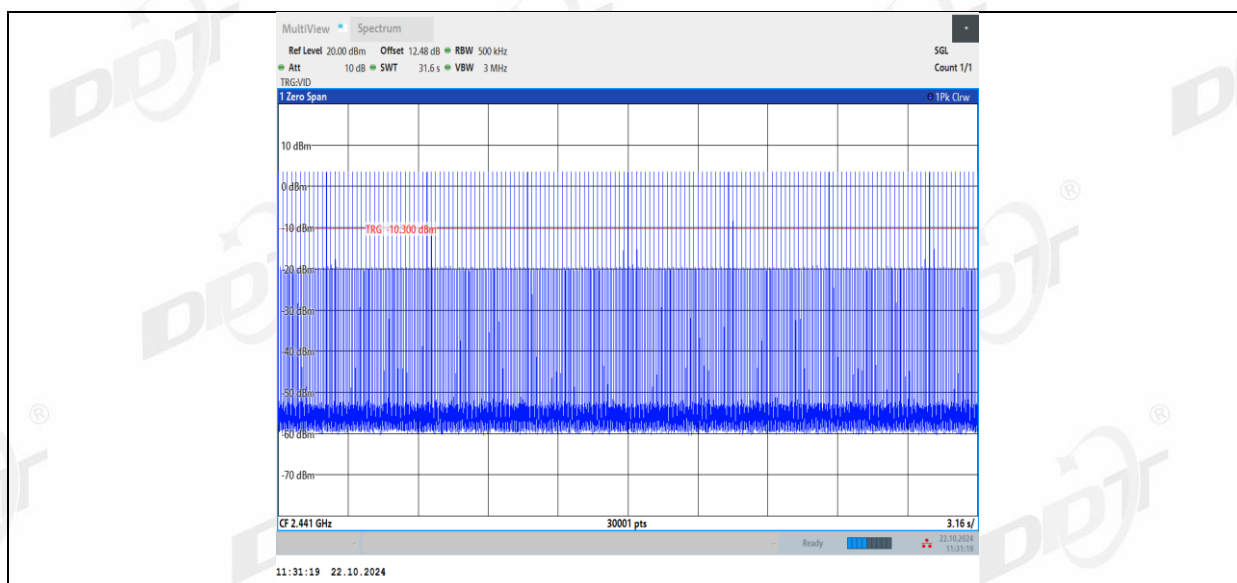 MultiView Spectrum
Ref Level 20.00 dBm Offset 12.48 dB RBW 500 kHz SGL
Att 10 dB SWT 31.6 s VBW 3 MHz Count 1/1
TRG:VID
1 Zero Span 1Pk Clrw
10 dBm
0 dBm
-10 dBm
TRG -10.300 dBm
-20 dBm
-30 dBm
-40 dBm
-50 dBm
-60 dBm
-70 dBm
CF 2.441 GHz 30001 pts 3.16 s/
Ready 22.10.2024
11:31:19
11:31:19 22.10.2024
DDT
®
DDT
®
DDT
®
DDT
®